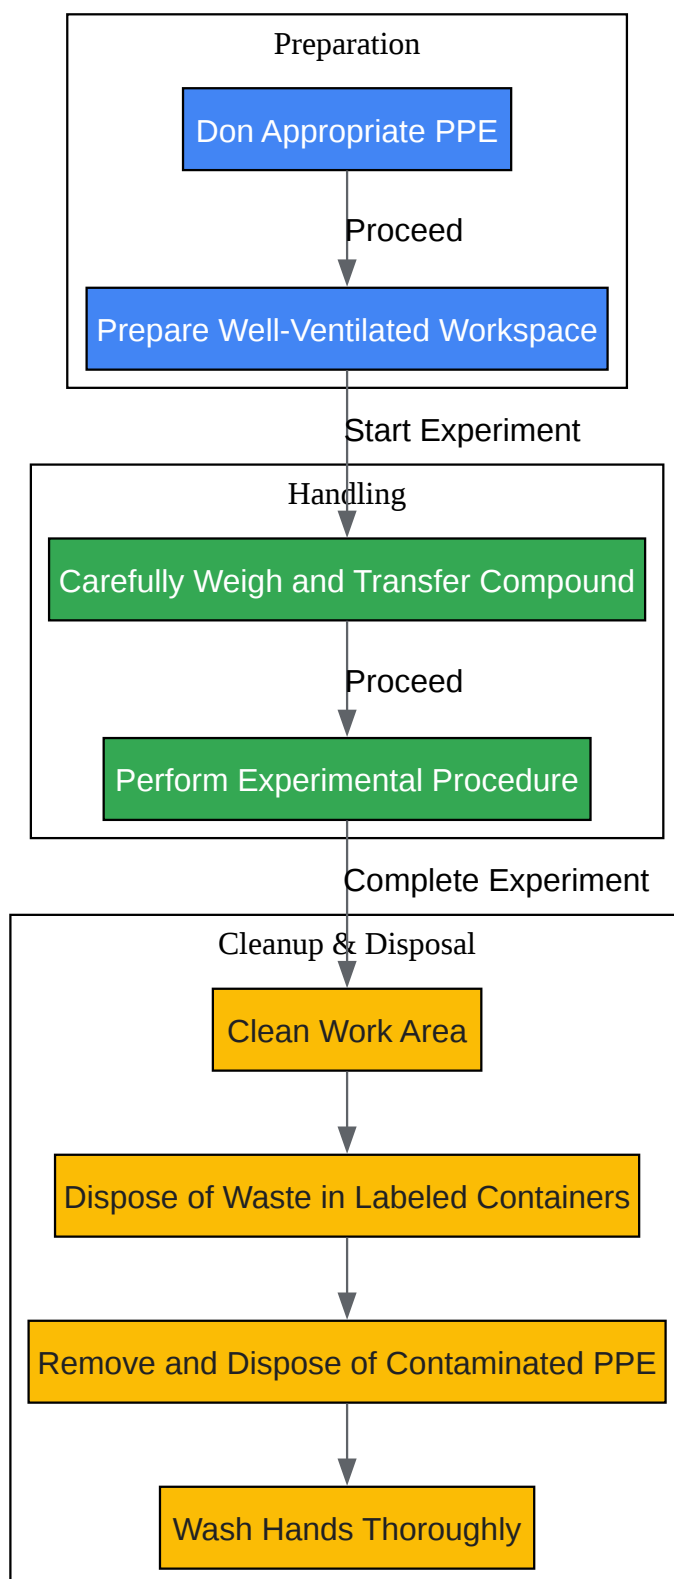 Preparation
Don Appropriate PPE
Proceed
Prepare Well-Ventilated Workspace
Start Experiment
Handling
Carefully Weigh and Transfer Compound
Proceed
Perform Experimental Procedure
Complete Experiment
Cleanup & Disposal
Clean Work Area
Dispose of Waste in Labeled Containers
Remove and Dispose of Contaminated PPE
Wash Hands Thoroughly